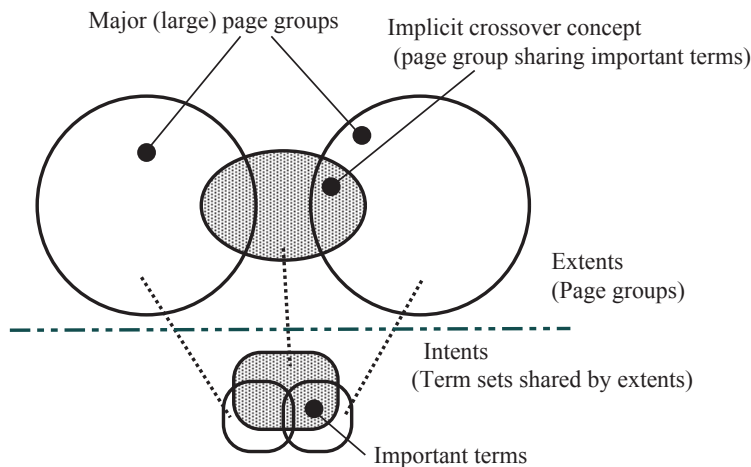 Major (large) page groups
Implicit crossover concept
(page group sharing important terms)
Extents
(Page groups)
Intents
(Term sets shared by extents)
Important terms